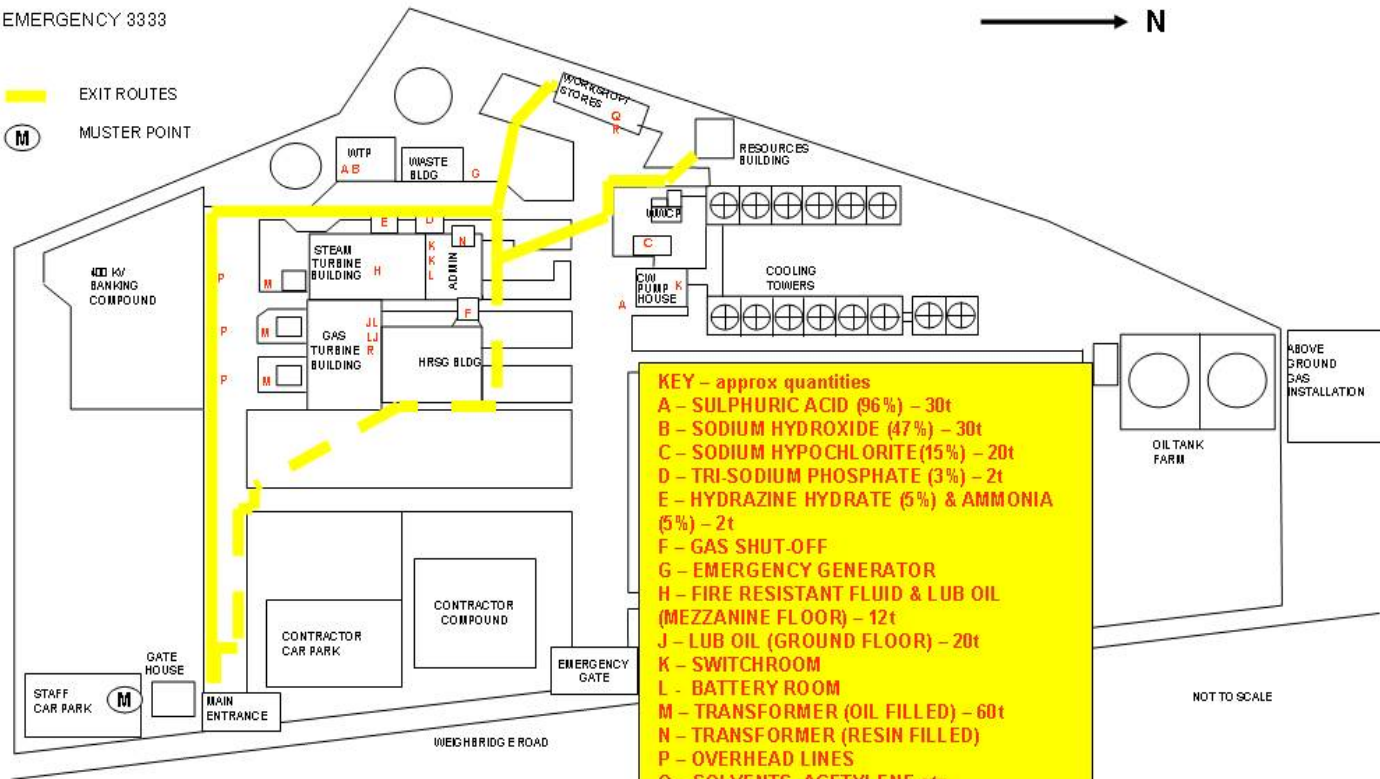 EMERGENCY 3333
N
EXIT ROUTES
M
MUSTER POINT
WORKSHOP/
STORES
Q
R
RESOURCES
BUILDING
WTP
A B
WASTE
BLDG
G
WWCP
C
CW
PUMP
HOUSE
K
A
COOLING
TOWERS
E
D
N
STEAM
TURBINE
BUILDING
H
K
K
L
ADMIN
400 KV
BANKING
COMPOUND
P
P
P
M
M
M
F
GAS
TURBINE
BUILDING
JL
LJ
R
HRSG BLDG
ABOVE
GROUND
GAS
INSTALLATION
OIL TANK
FARM
KEY – approx quantities
A – SULPHURIC ACID (96%) – 30t
B – SODIUM HYDROXIDE (47%) – 30t
C – SODIUM HYPOCHLORITE(15%) – 20t
D – TRI-SODIUM PHOSPHATE (3%) – 2t
E – HYDRAZINE HYDRATE (5%) & AMMONIA
(5%) – 2t
F – GAS SHUT-OFF
G – EMERGENCY GENERATOR
H – FIRE RESISTANT FLUID & LUB OIL
(MEZZANINE FLOOR) – 12t
J – LUB OIL (GROUND FLOOR) – 20t
K – SWITCHROOM
L - BATTERY ROOM
M – TRANSFORMER (OIL FILLED) – 60t
N – TRANSFORMER (RESIN FILLED)
P – OVERHEAD LINES
Q – SOLVENTS, ACETYLENE
CONTRACTOR
COMPOUND
CONTRACTOR
CAR PARK
EMERGENCY
GATE
GATE
HOUSE
STAFF
CAR PARK
M
MAIN
ENTRANCE
WEIGHBRIDGE ROAD
NOT TO SCALE